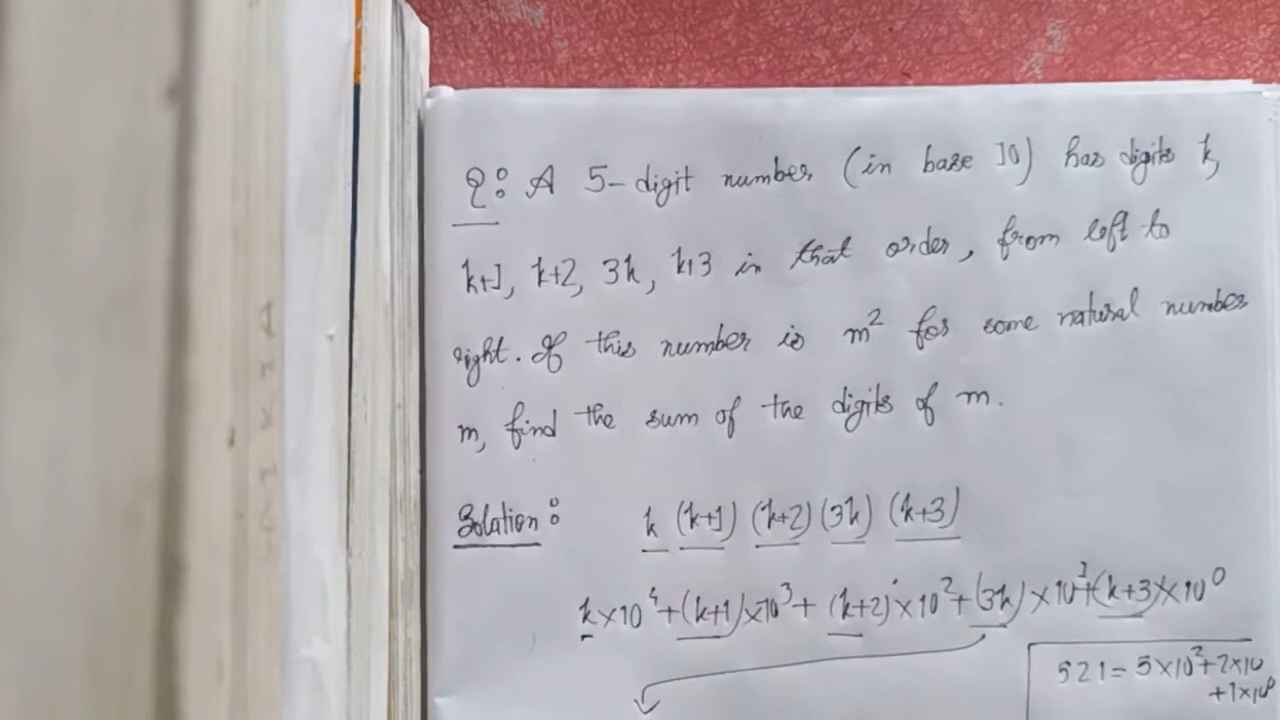 Q: A 5-digit number (in base 10) has digits k,
k+1, k+2, 3k, k+3 in that order, from left to
right. If this number is m² for some natural number
m, find the sum of the digits of m.
Solution: k (k+1) (k+2) (3k) (k+3)
k×10⁴+(k+1)×10³+(k+2)×10²+(3k)×10¹+(k+3)×10⁰
521=5×10²+2×10
+1×10⁰